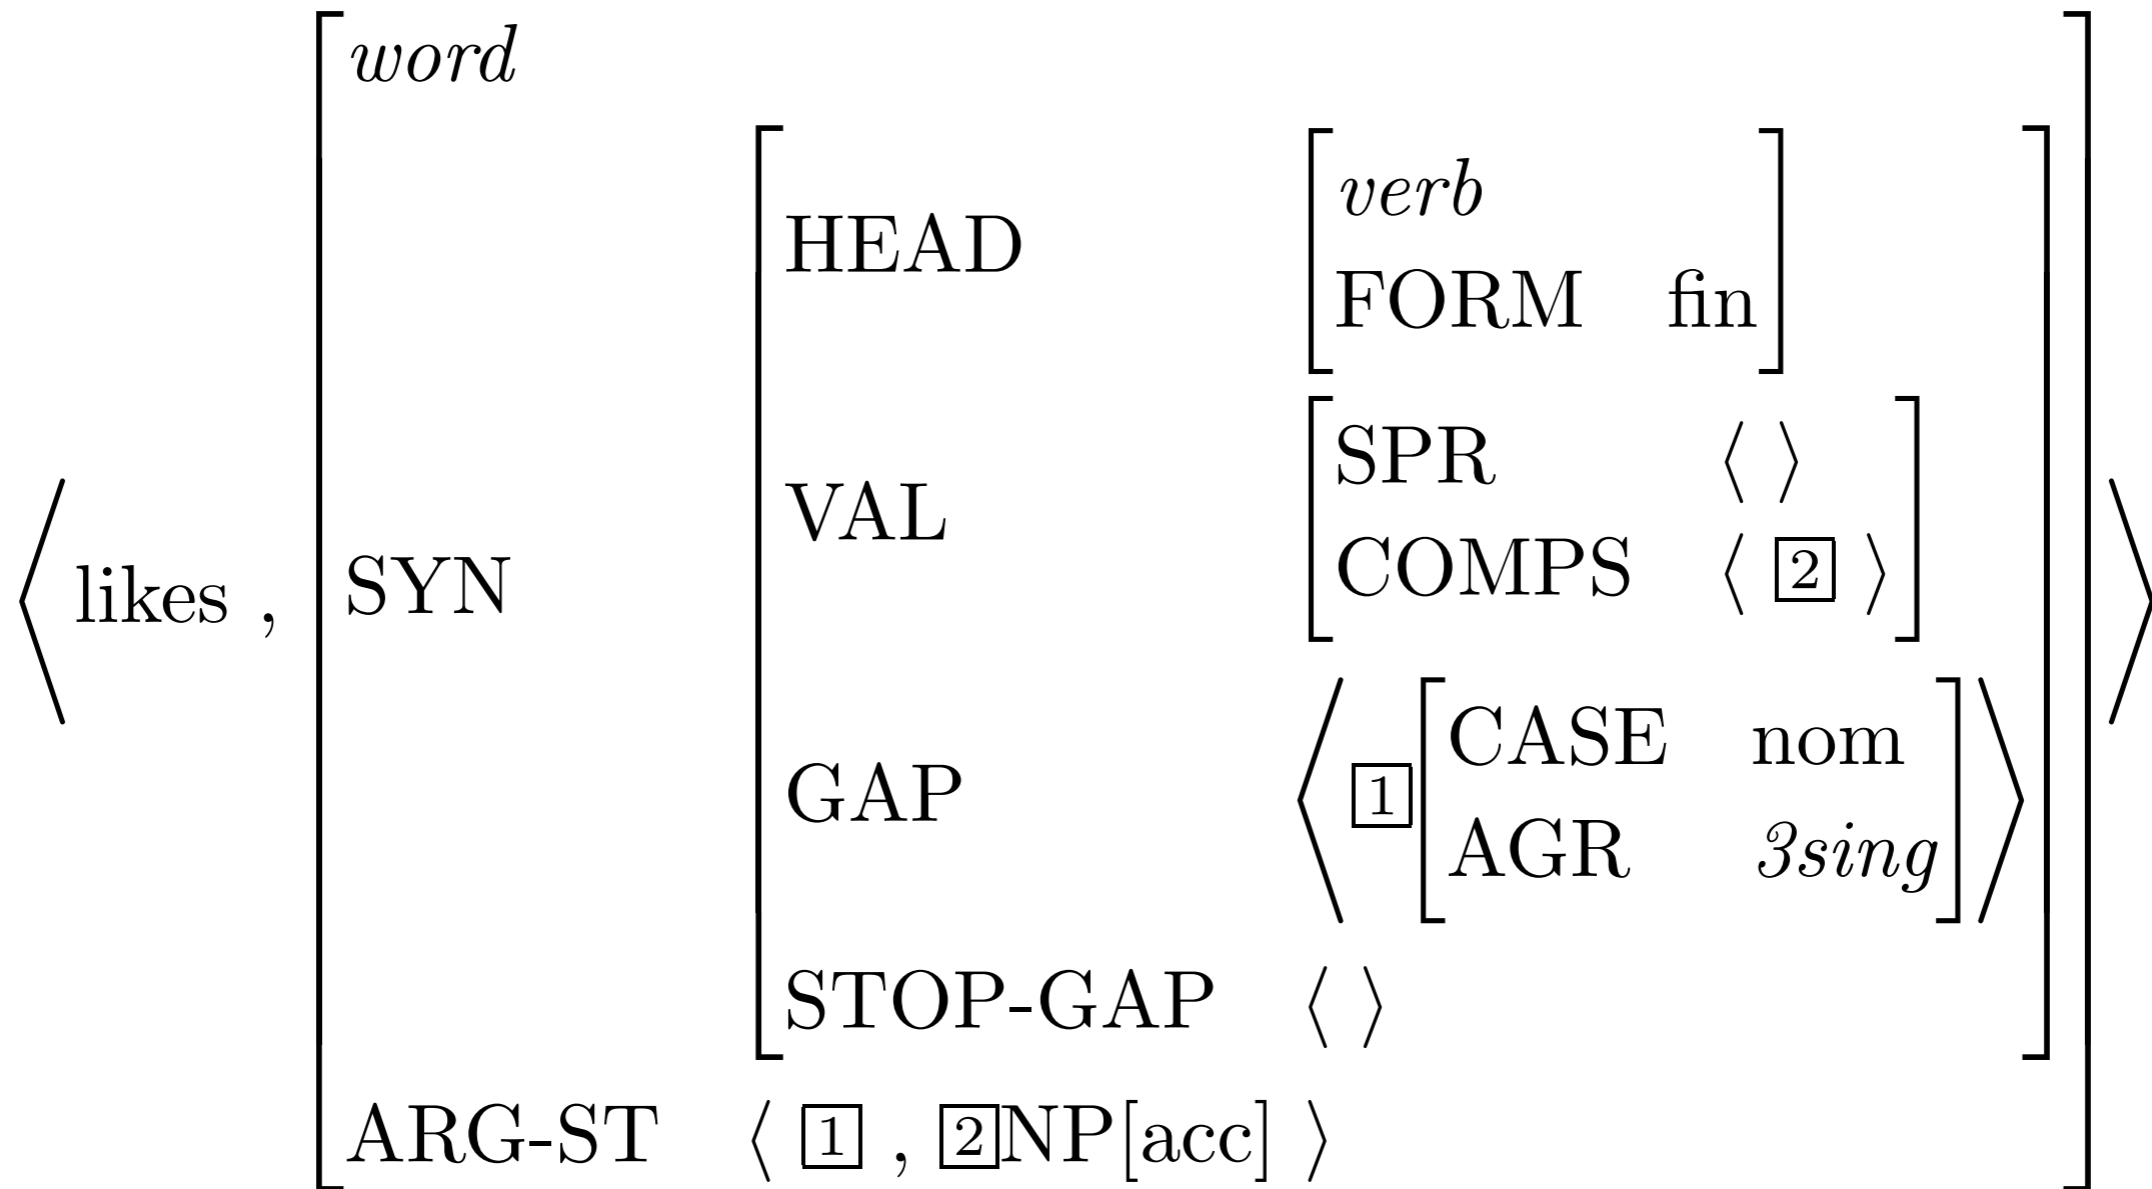 word
HEAD [verb
FORM fin]
VAL [SPR ⟨ ⟩
COMPS ⟨ 2 ⟩]
⟨likes , SYN
GAP ⟨ 1 [CASE nom
AGR 3sing] ⟩
STOP-GAP ⟨ ⟩
ARG-ST ⟨ 1 , 2NP[acc] ⟩